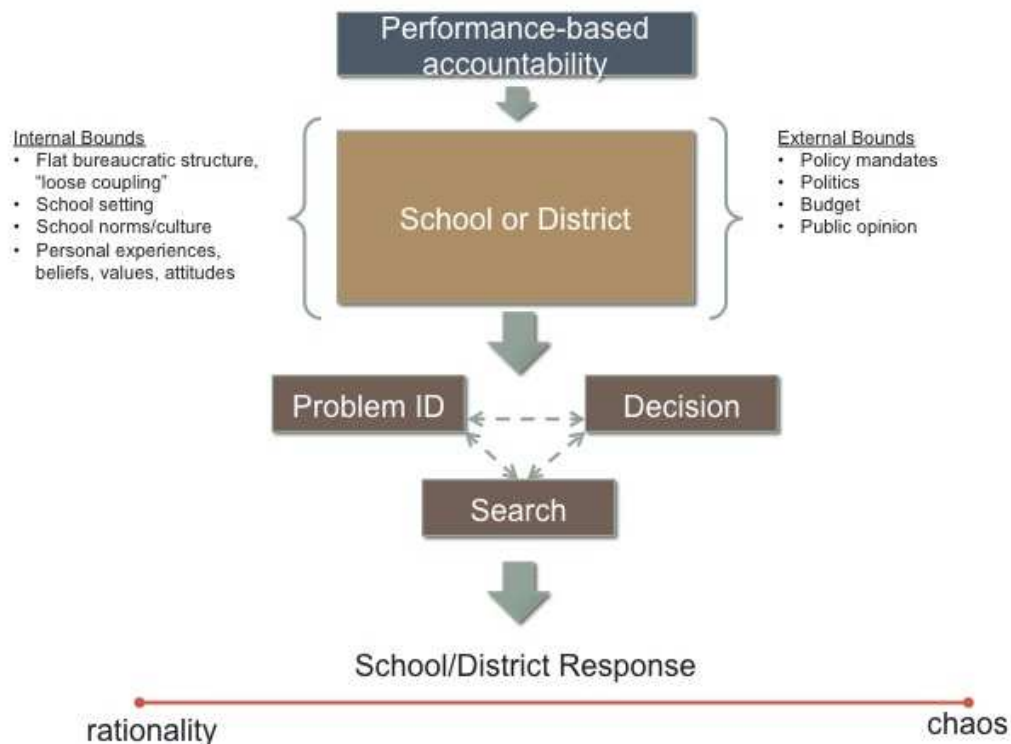 Performance-based
accountability
Internal Bounds
• Flat bureaucratic structure,
"loose coupling"
• School setting
• School norms/culture
• Personal experiences,
beliefs, values, attitudes
School or District
External Bounds
• Policy mandates
• Politics
• Budget
• Public opinion
Problem ID
Decision
Search
School/District Response
rationality
chaos